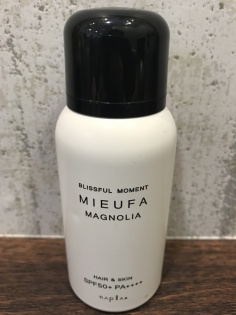 BLISSFUL MOMENT
MIEUFA
MAGNOLIA
HAIR & SKIN
SPF50+ PA++++
napla